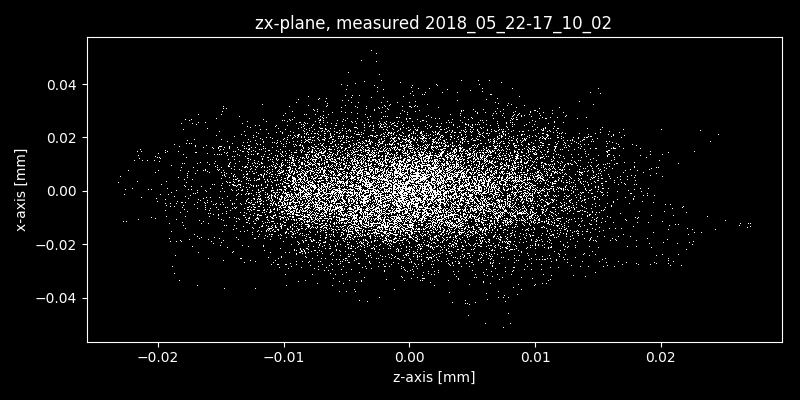 zx-plane, measured 2018_05_22-17_10_02
0.04
0.02
0.00
−0.02
−0.04
x-axis [mm]
−0.02 −0.01 0.00 0.01 0.02
z-axis [mm]